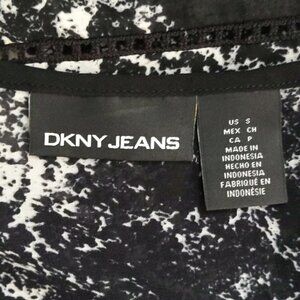 DKNY JEANS
US S
MEX CH
CA P
MADE IN
INDONESIA
HECHO EN
INDONESIA
FABRIQUÉ EN
INDONÉSIE